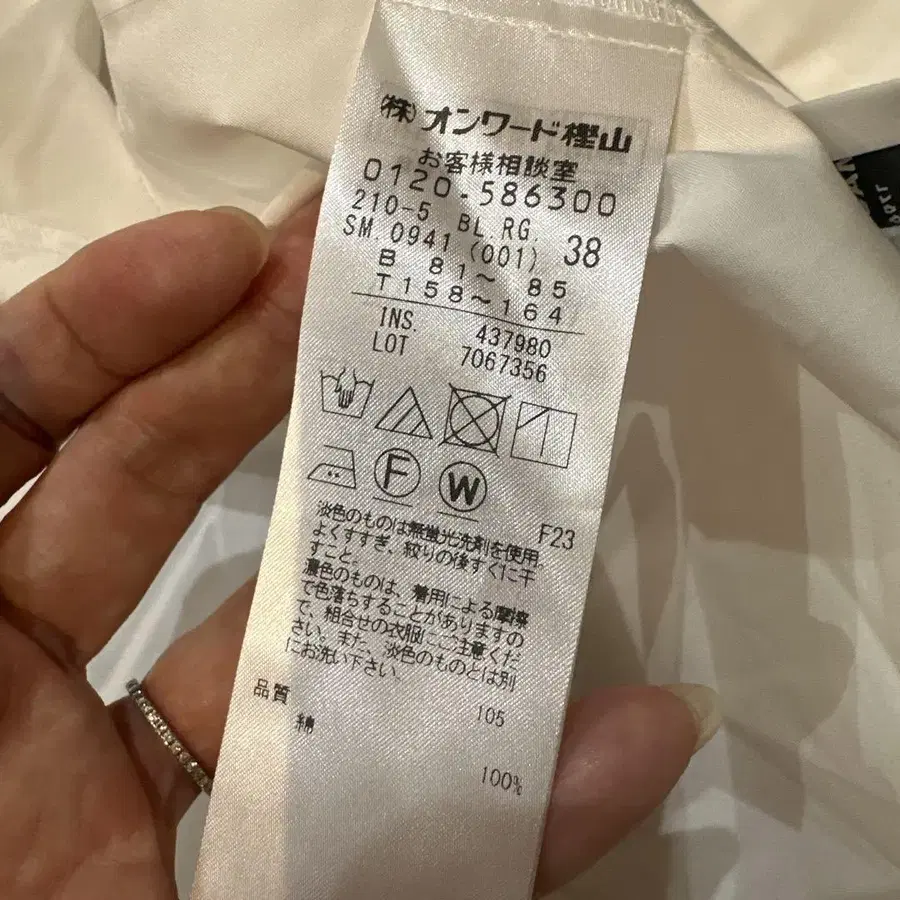 (株)オンワード樫山
お客様相談室
0120-586300
210-5 BL.RG. 38
SM.0941 (001)
B 81〜 85
T158〜164
INS. 437980
LOT 7067356
F W
F23
淡色のものは無蛍光洗剤を使用。
よくすすぎ、絞りの後すぐに干
すこと。
濃色のものは、着用による摩擦
で色落ちすることがありますの
で、組合せの衣服にご注意くだ
さい。また、淡色のものとは別
にお洗い下さい。
品質 105
綿
100%